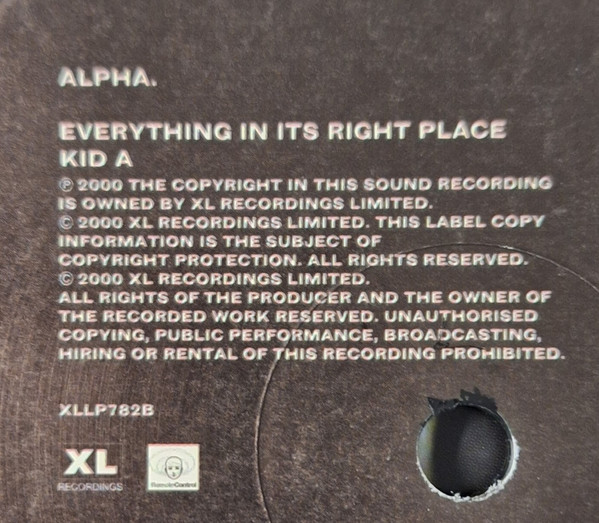 ALPHA.
EVERYTHING IN ITS RIGHT PLACE
KID A
℗ 2000 THE COPYRIGHT IN THIS SOUND RECORDING
IS OWNED BY XL RECORDINGS LIMITED.
© 2000 XL RECORDINGS LIMITED. THIS LABEL COPY
INFORMATION IS THE SUBJECT OF
COPYRIGHT PROTECTION. ALL RIGHTS RESERVED.
© 2000 XL RECORDINGS LIMITED.
ALL RIGHTS OF THE PRODUCER AND THE OWNER OF
THE RECORDED WORK RESERVED. UNAUTHORISED
COPYING, PUBLIC PERFORMANCE, BROADCASTING,
HIRING OR RENTAL OF THIS RECORDING PROHIBITED.
XLLP782B
XL
RECORDINGS
RemoteControl